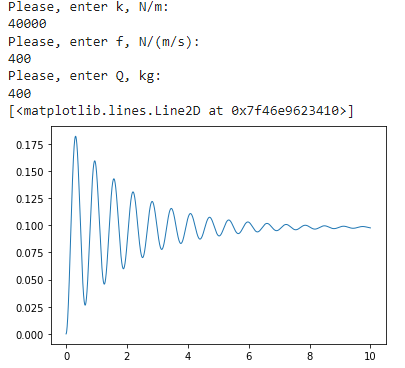 Please, enter k, N/m:
40000
Please, enter f, N/(m/s):
400
Please, enter Q, kg:
400
[<matplotlib.lines.Line2D at 0x7f46e9623410>]
0.175
0.150
0.125
0.100
0.075
0.050
0.025
0.000
0 2 4 6 8 10